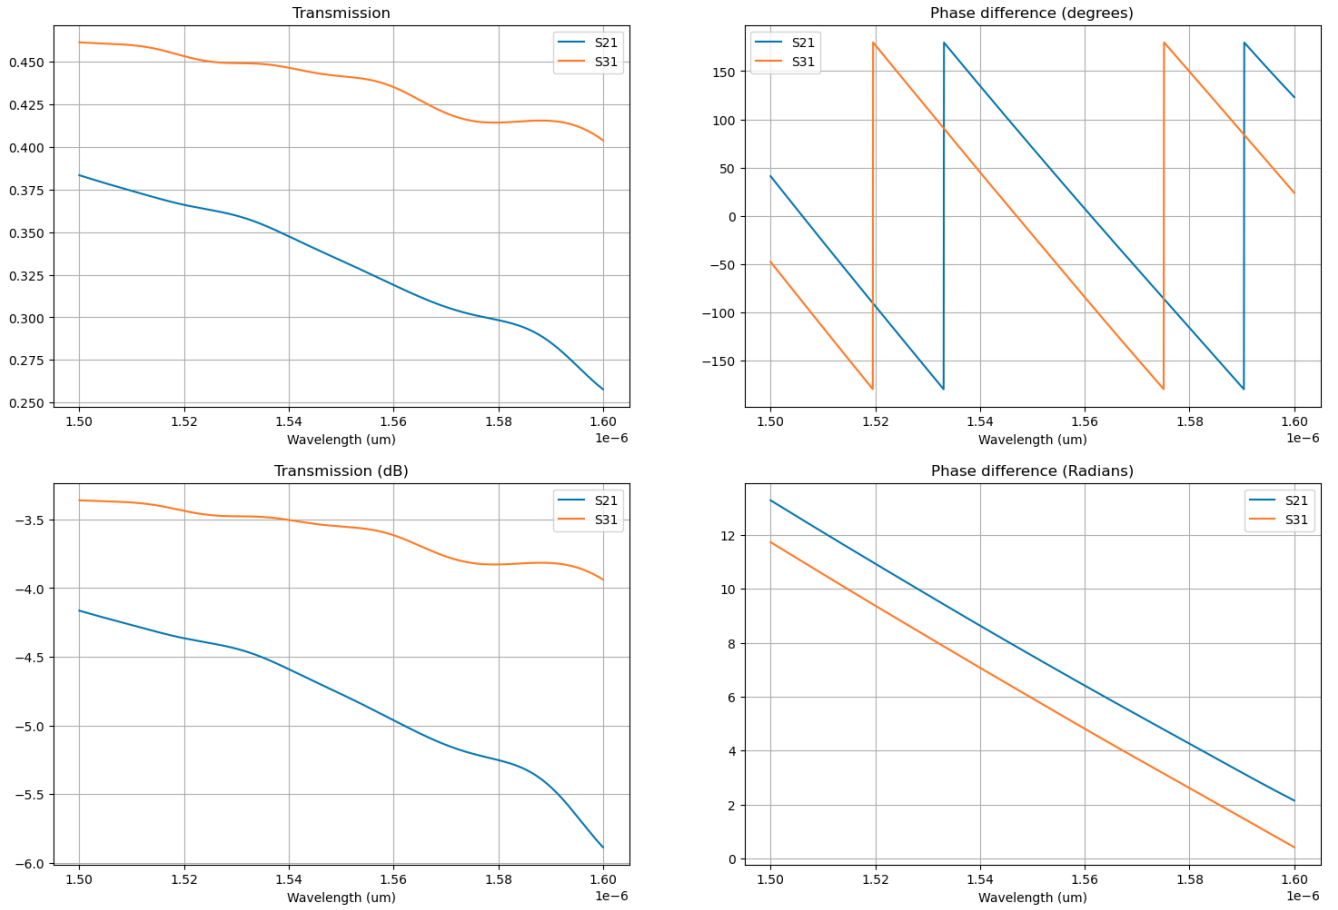 Transmission
S21
S31
0.450
0.425
0.400
0.375
0.350
0.325
0.300
0.275
0.250
1.50 1.52 1.54 1.56 1.58 1.60
1e−6
Wavelength (um)
Phase difference (degrees)
S21
S31
150
100
50
0
−50
−100
−150
1.50 1.52 1.54 1.56 1.58 1.60
1e−6
Wavelength (um)
Transmission (dB)
S21
S31
−3.5
−4.0
−4.5
−5.0
−5.5
−6.0
1.50 1.52 1.54 1.56 1.58 1.60
1e−6
Wavelength (um)
Phase difference (Radians)
S21
S31
12
10
8
6
4
2
0
1.50 1.52 1.54 1.56 1.58 1.60
1e−6
Wavelength (um)